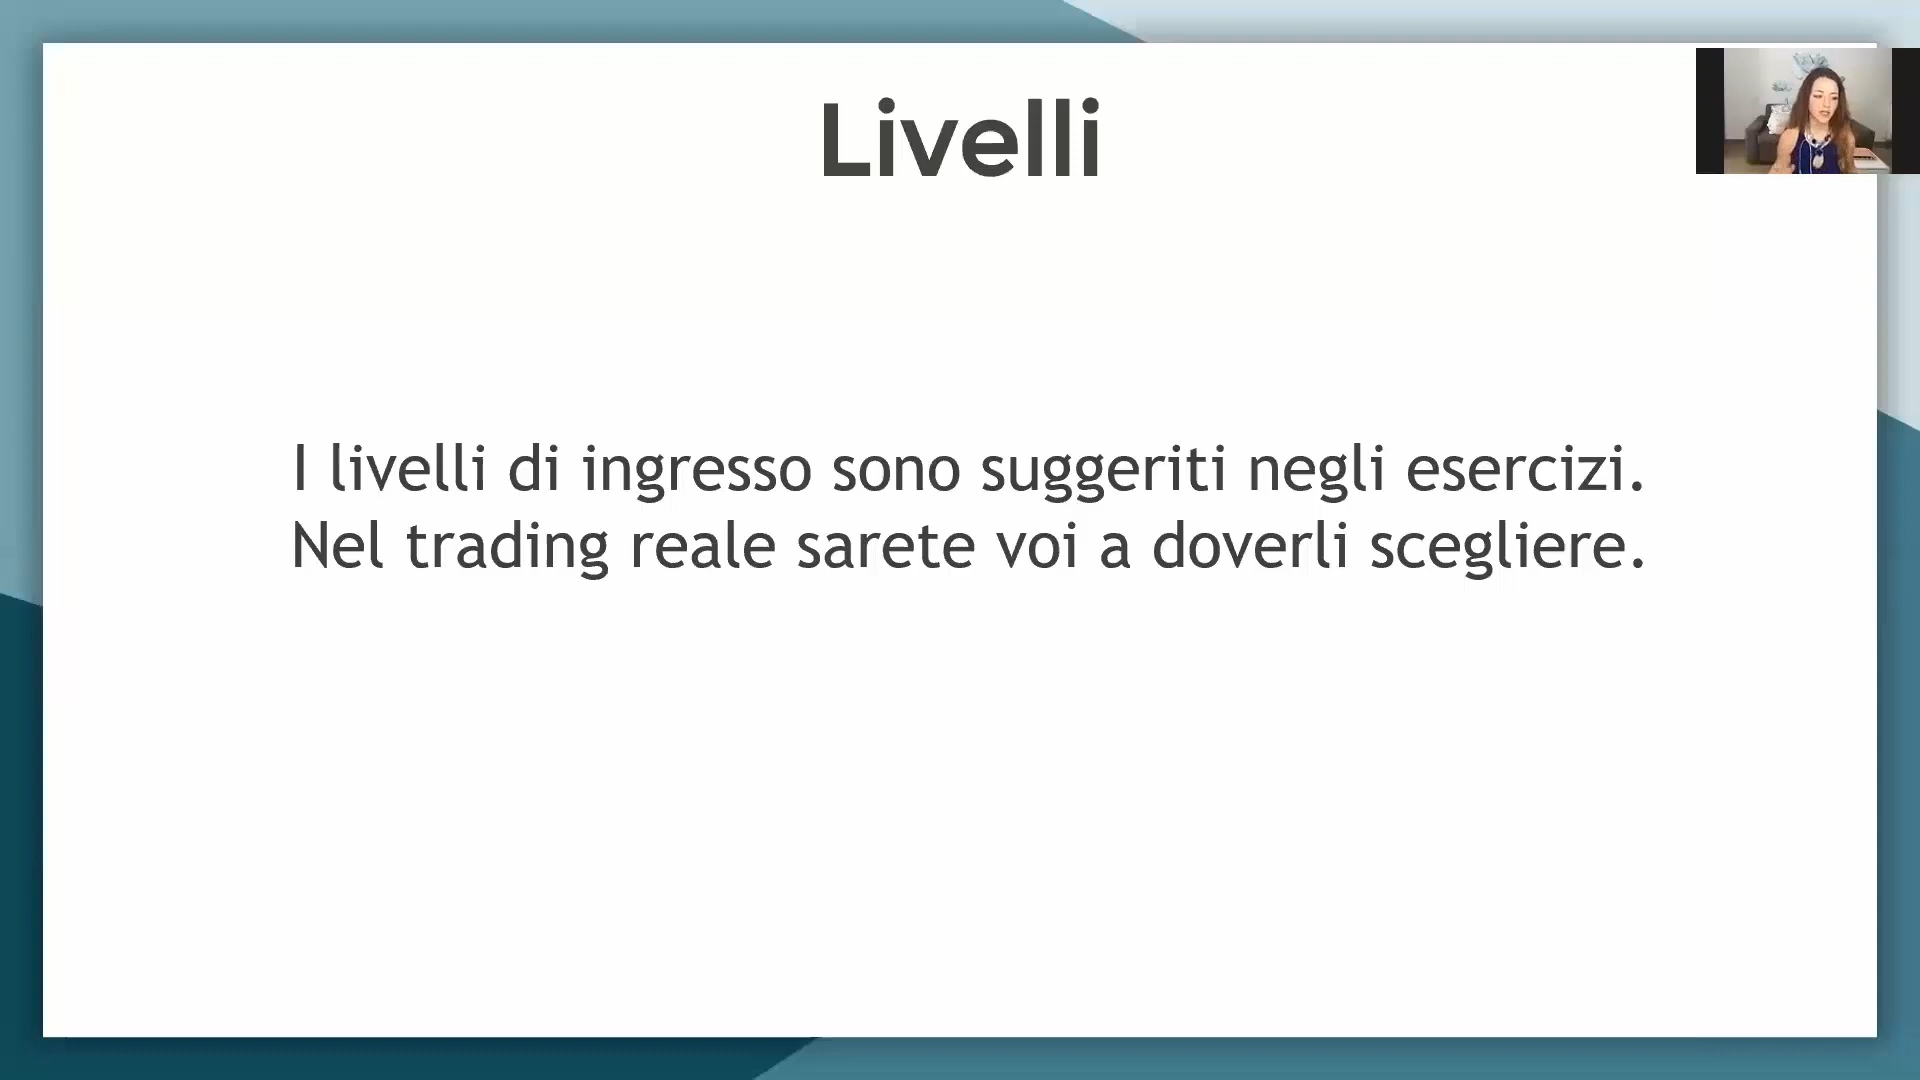 Livelli
I livelli di ingresso sono suggeriti negli esercizi.
Nel trading reale sarete voi a doverli scegliere.